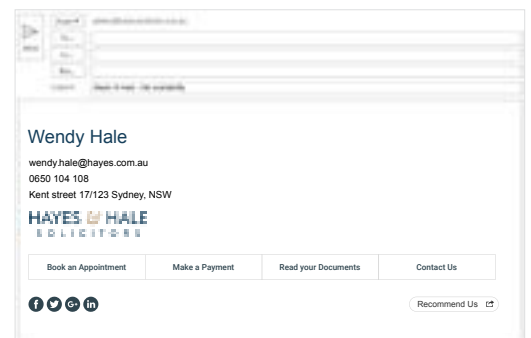 Wendy Hale
wendy.hale@hayes.com.au
0650 104 108
Kent street 17/123 Sydney, NSW
HAYES & HALE
SOLICITORS
Book an Appointment Make a Payment Read your Documents Contact Us
Recommend Us